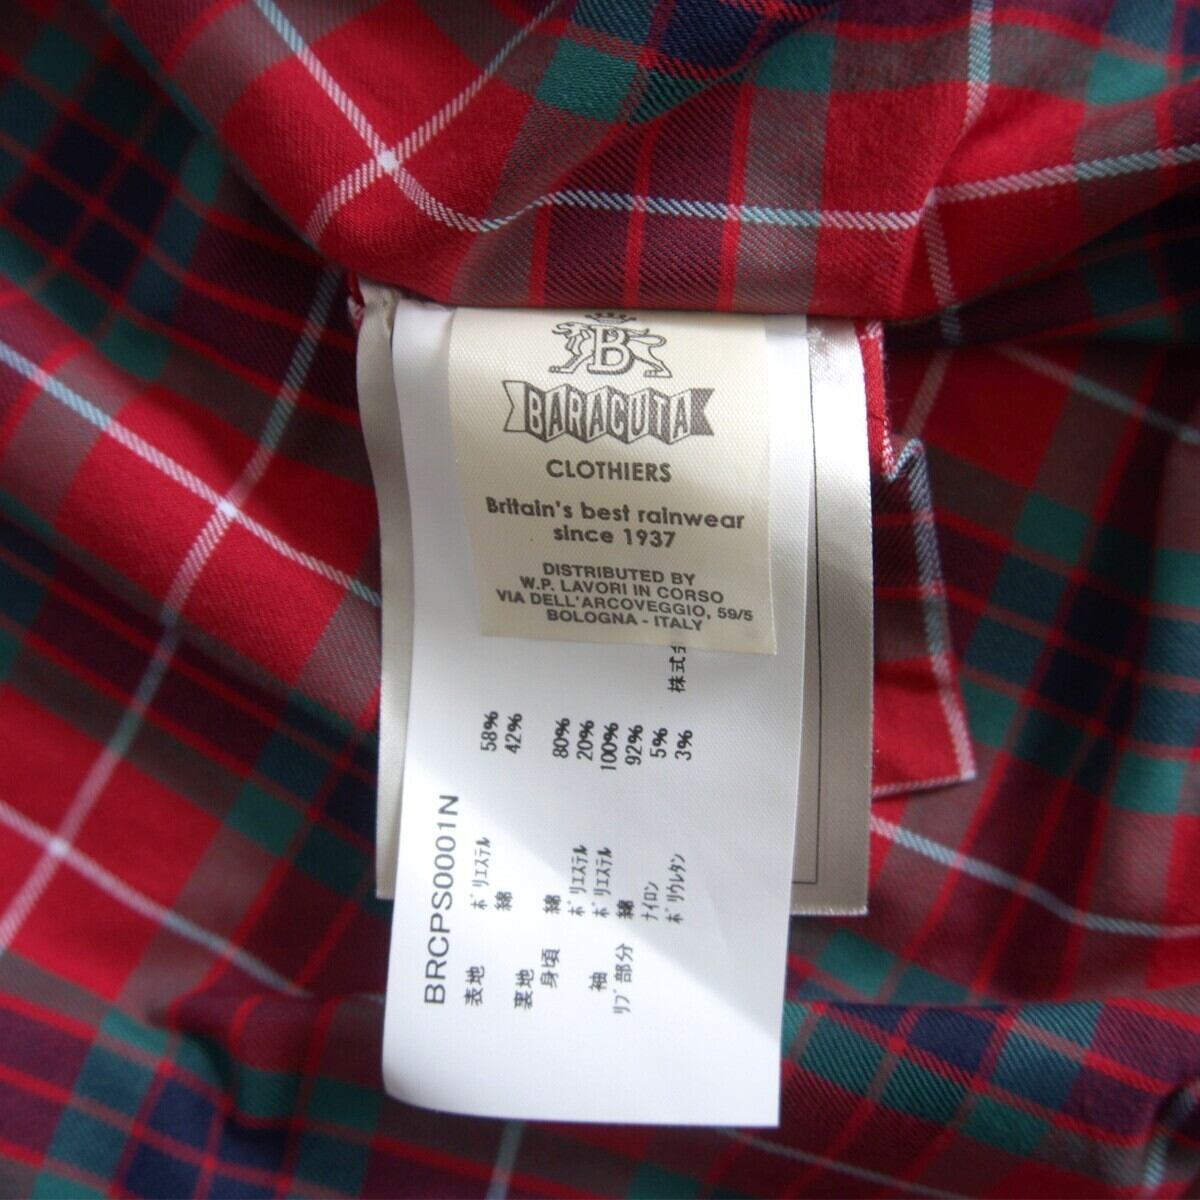 B
BARACUTA
CLOTHIERS
Britain's best rainwear
since 1937
DISTRIBUTED BY
W.P. LAVORI IN CORSO
VIA DELL'ARCOVEGGIO, 59/5
BOLOGNA - ITALY
BRCPS0001N
表地 ポリエステル 58%
綿 42%
裏地
身頃 綿 80%
ポリエステル 20%
袖 ポリエステル 100%
リブ部分 綿 92%
ナイロン 5%
ポリウレタン 3%
株式